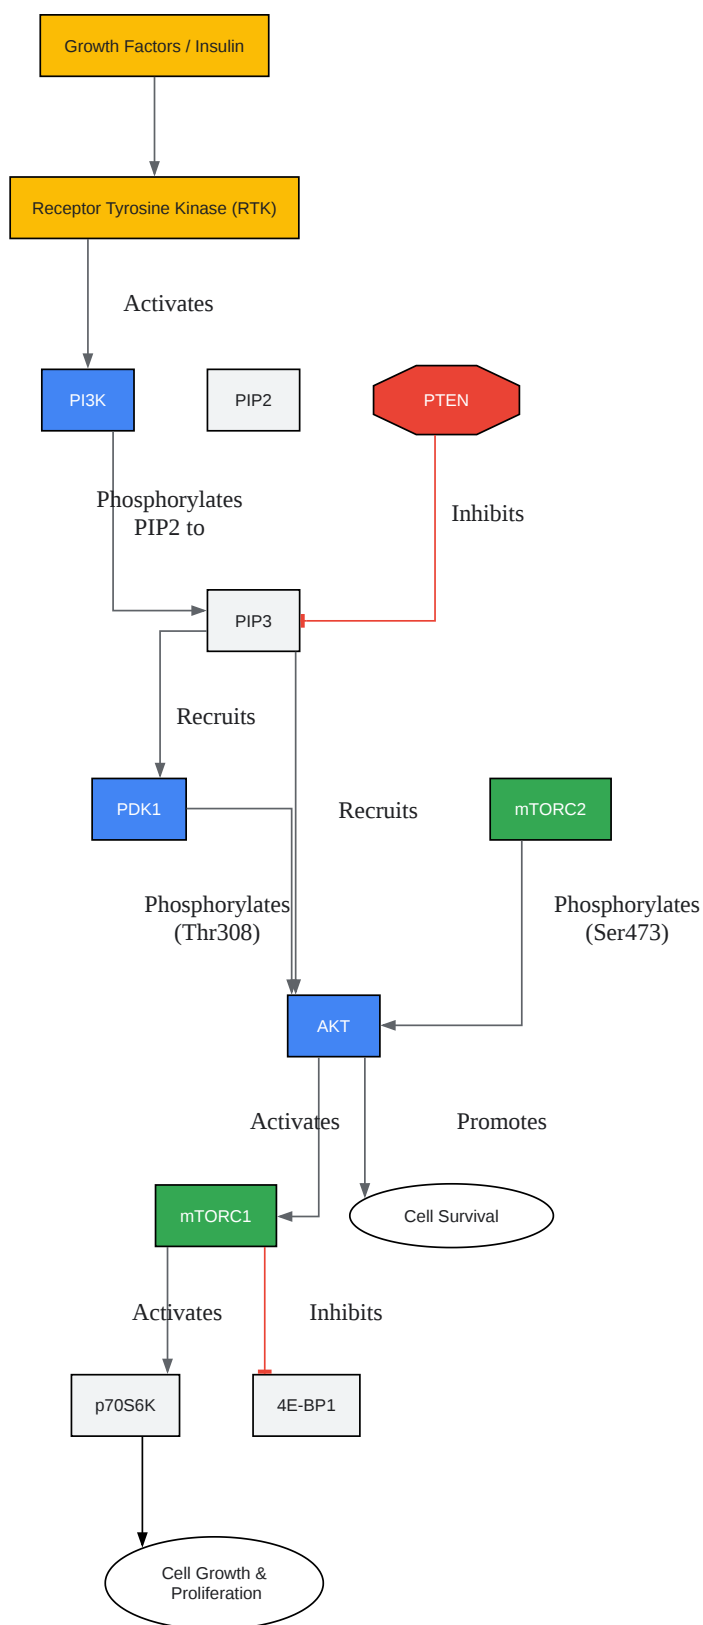 Growth Factors / Insulin
Receptor Tyrosine Kinase (RTK)
Activates
PI3K
PIP2
PTEN
Phosphorylates
PIP2 to
Inhibits
PIP3
Recruits
PDK1
Recruits
mTORC2
Phosphorylates
(Thr308)
Phosphorylates
(Ser473)
AKT
Activates
Promotes
mTORC1
Cell Survival
Activates
Inhibits
p70S6K
4E-BP1
Cell Growth &
Proliferation